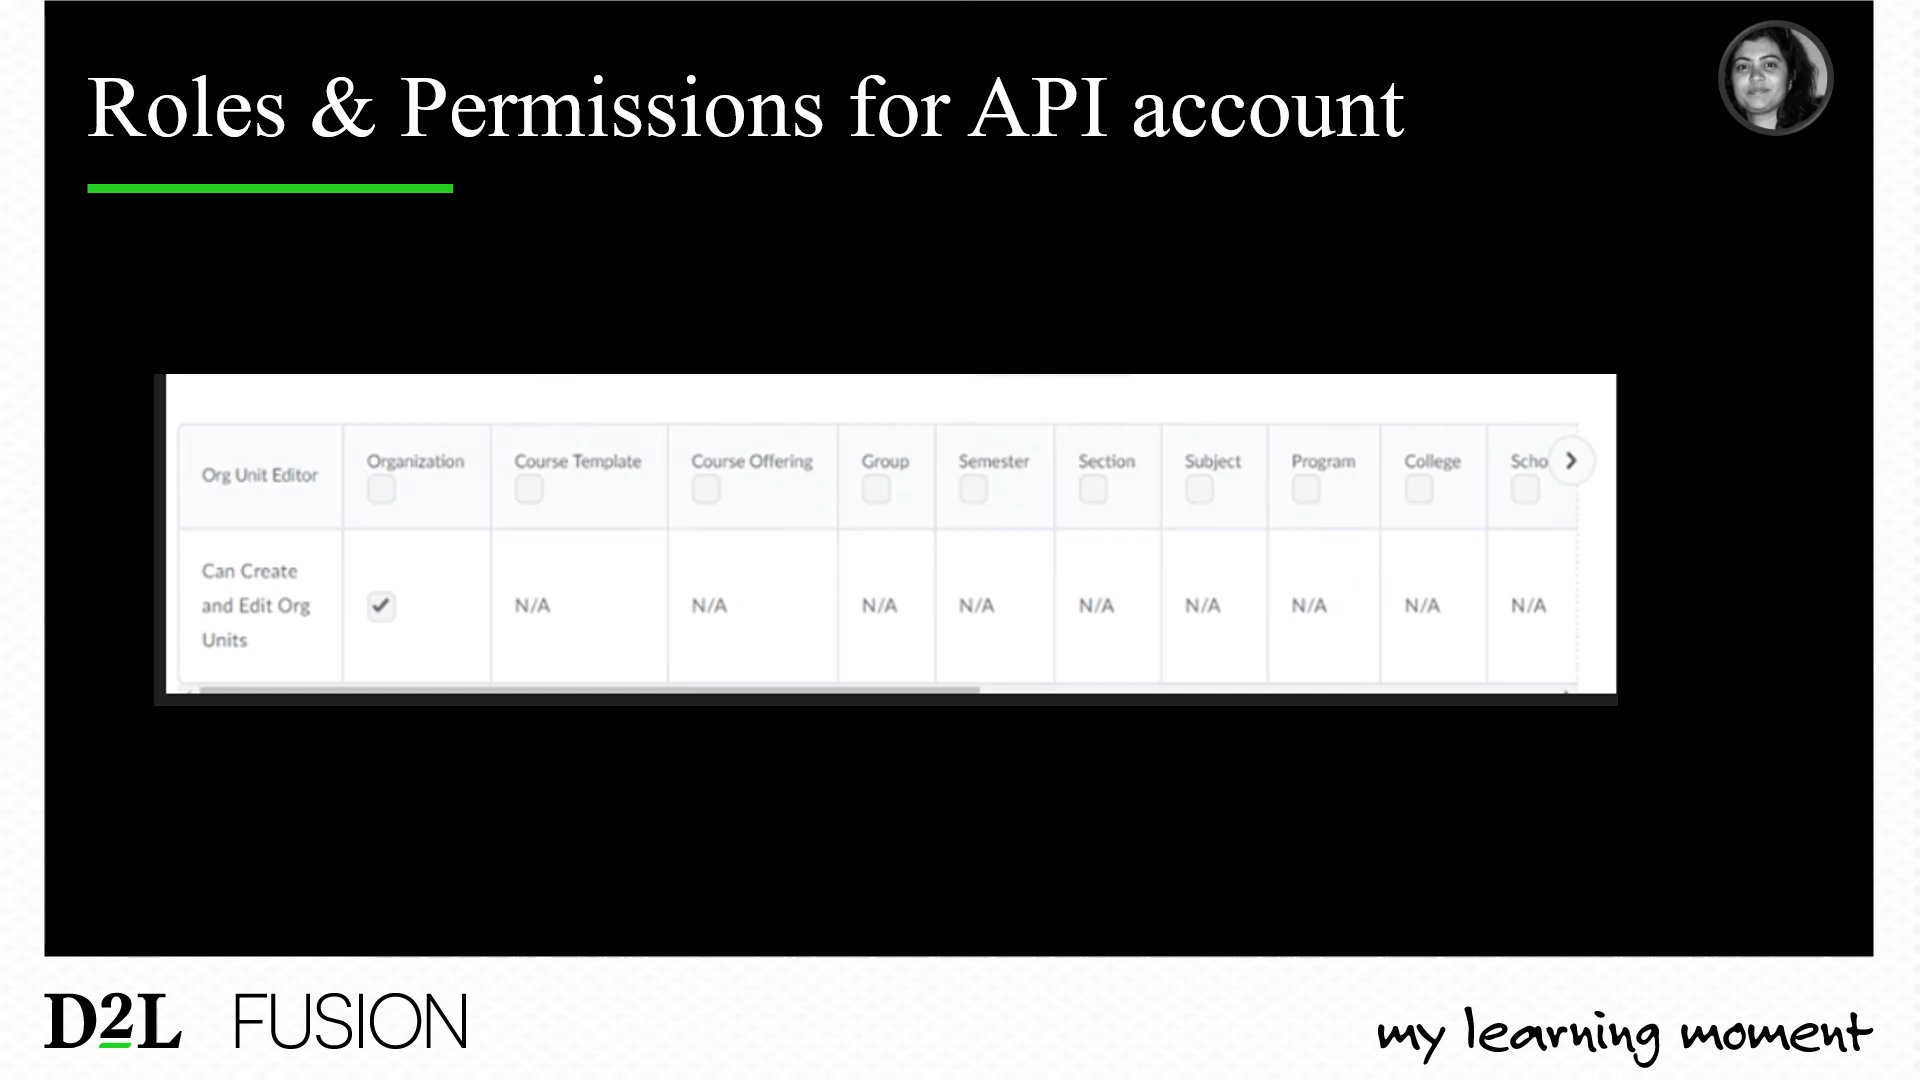 Roles & Permissions for API account
Org Unit Editor Organization Course Template Course Offering Group Semester Section Subject Program College Scho
Can Create
and Edit Org
Units
N/A N/A N/A N/A N/A N/A N/A N/A N/A
D2L FUSION
my learning moment